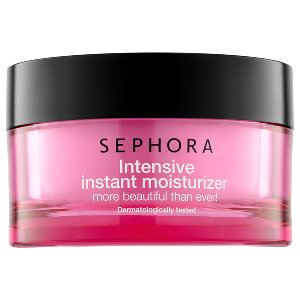 SEPHORA
Intensive
instant moisturizer
more beautiful than ever!
Dermatologically tested